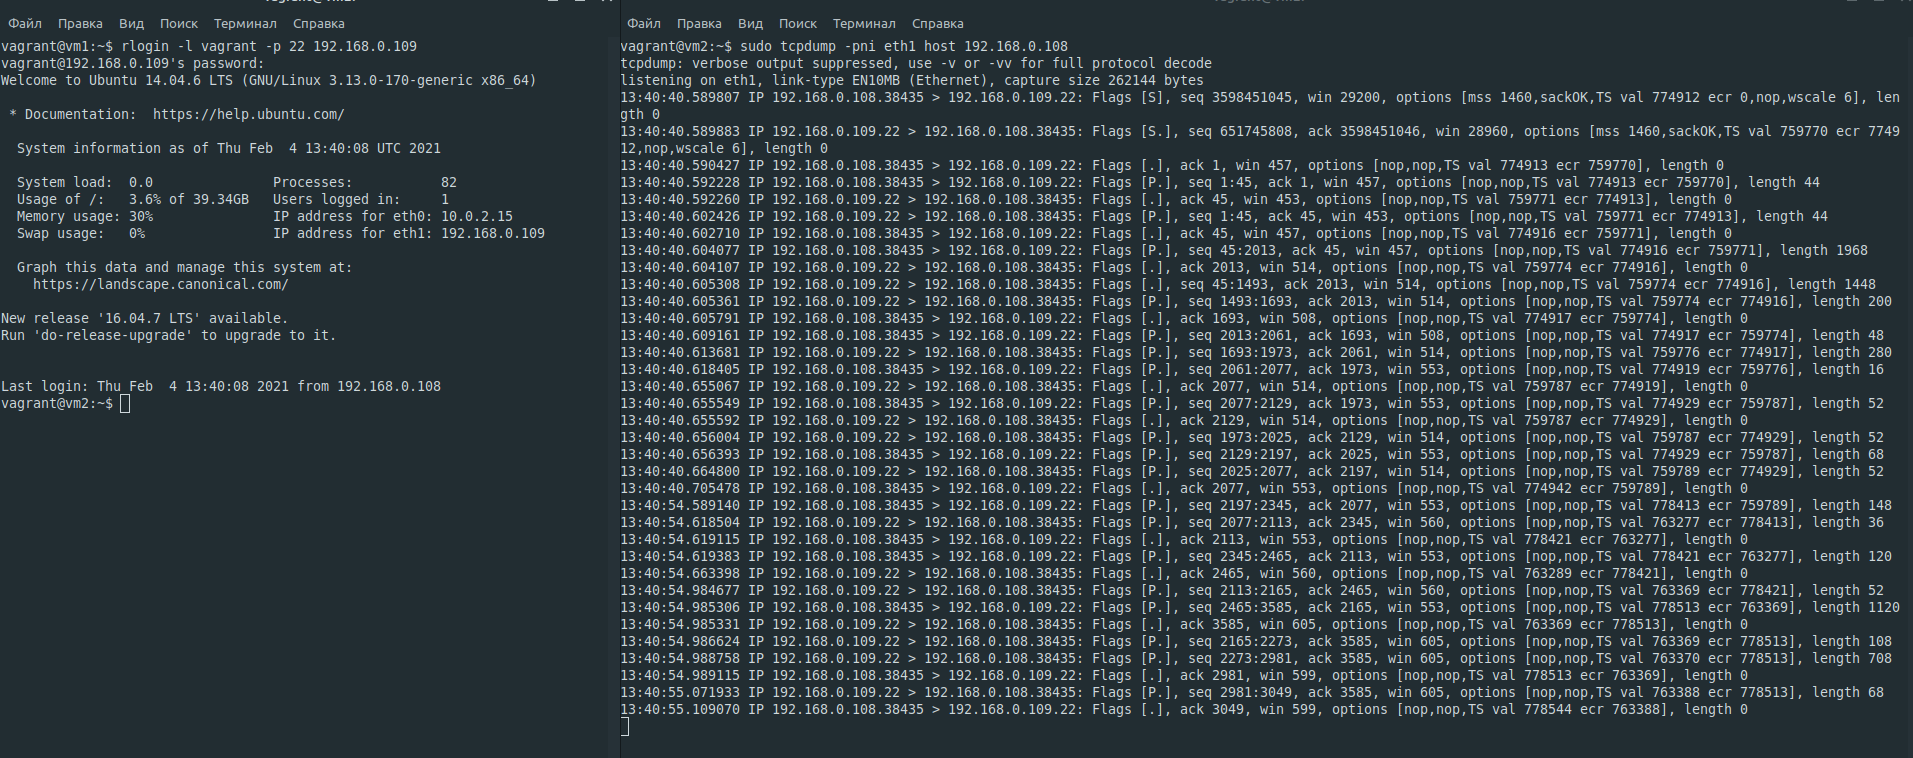 Файл Правка Вид Поиск Терминал Справка
vagrant@vm1:~$ rlogin -l vagrant -p 22 192.168.0.109
vagrant@192.168.0.109's password:
Welcome to Ubuntu 14.04.6 LTS (GNU/Linux 3.13.0-170-generic x86_64)
* Documentation:  https://help.ubuntu.com/
System information as of Thu Feb  4 13:40:08 UTC 2021
System load:  0.0               Processes:           82
Usage of /:   3.6% of 39.34GB   Users logged in:     1
Memory usage: 30%               IP address for eth0: 10.0.2.15
Swap usage:   0%                IP address for eth1: 192.168.0.109
Graph this data and manage this system at:
https://landscape.canonical.com/
New release '16.04.7 LTS' available.
Run 'do-release-upgrade' to upgrade to it.
Last login: Thu Feb  4 13:40:08 2021 from 192.168.0.108
vagrant@vm2:~$
Файл Правка Вид Поиск Терминал Справка
vagrant@vm2:~$ sudo tcpdump -pni eth1 host 192.168.0.108
tcpdump: verbose output suppressed, use -v or -vv for full protocol decode
listening on eth1, link-type EN10MB (Ethernet), capture size 262144 bytes
13:40:40.589807 IP 192.168.0.108.38435 > 192.168.0.109.22: Flags [S], seq 3598451045, win 29200, options [mss 1460,sackOK,TS val 774912 ecr 0,nop,wscale 6], len
gth 0
13:40:40.589883 IP 192.168.0.109.22 > 192.168.0.108.38435: Flags [S.], seq 651745808, ack 3598451046, win 28960, options [mss 1460,sackOK,TS val 759770 ecr 7749
12,nop,wscale 6], length 0
13:40:40.590427 IP 192.168.0.108.38435 > 192.168.0.109.22: Flags [.], ack 1, win 457, options [nop,nop,TS val 774913 ecr 759770], length 0
13:40:40.592228 IP 192.168.0.108.38435 > 192.168.0.109.22: Flags [P.], seq 1:45, ack 1, win 457, options [nop,nop,TS val 774913 ecr 759770], length 44
13:40:40.592260 IP 192.168.0.109.22 > 192.168.0.108.38435: Flags [.], ack 45, win 453, options [nop,nop,TS val 759771 ecr 774913], length 0
13:40:40.602426 IP 192.168.0.109.22 > 192.168.0.108.38435: Flags [P.], seq 1:45, ack 45, win 453, options [nop,nop,TS val 759771 ecr 774913], length 44
13:40:40.602710 IP 192.168.0.108.38435 > 192.168.0.109.22: Flags [.], ack 45, win 457, options [nop,nop,TS val 774916 ecr 759771], length 0
13:40:40.604077 IP 192.168.0.108.38435 > 192.168.0.109.22: Flags [P.], seq 45:2013, ack 45, win 457, options [nop,nop,TS val 774916 ecr 759771], length 1968
13:40:40.604107 IP 192.168.0.109.22 > 192.168.0.108.38435: Flags [.], ack 2013, win 514, options [nop,nop,TS val 759774 ecr 774916], length 0
13:40:40.605308 IP 192.168.0.109.22 > 192.168.0.108.38435: Flags [.], seq 45:1493, ack 2013, win 514, options [nop,nop,TS val 759774 ecr 774916], length 1448
13:40:40.605361 IP 192.168.0.109.22 > 192.168.0.108.38435: Flags [P.], seq 1493:1693, ack 2013, win 514, options [nop,nop,TS val 759774 ecr 774916], length 200
13:40:40.605791 IP 192.168.0.108.38435 > 192.168.0.109.22: Flags [.], ack 1693, win 508, options [nop,nop,TS val 774917 ecr 759774], length 0
13:40:40.609161 IP 192.168.0.108.38435 > 192.168.0.109.22: Flags [P.], seq 2013:2061, ack 1693, win 508, options [nop,nop,TS val 774917 ecr 759774], length 48
13:40:40.613681 IP 192.168.0.109.22 > 192.168.0.108.38435: Flags [P.], seq 1693:1973, ack 2061, win 514, options [nop,nop,TS val 759776 ecr 774917], length 280
13:40:40.618405 IP 192.168.0.108.38435 > 192.168.0.109.22: Flags [P.], seq 2061:2077, ack 1973, win 553, options [nop,nop,TS val 774919 ecr 759776], length 16
13:40:40.655067 IP 192.168.0.109.22 > 192.168.0.108.38435: Flags [.], ack 2077, win 514, options [nop,nop,TS val 759787 ecr 774919], length 0
13:40:40.655549 IP 192.168.0.108.38435 > 192.168.0.109.22: Flags [P.], seq 2077:2129, ack 1973, win 553, options [nop,nop,TS val 774929 ecr 759787], length 52
13:40:40.655592 IP 192.168.0.109.22 > 192.168.0.108.38435: Flags [.], ack 2129, win 514, options [nop,nop,TS val 759787 ecr 774929], length 0
13:40:40.656004 IP 192.168.0.109.22 > 192.168.0.108.38435: Flags [P.], seq 1973:2025, ack 2129, win 514, options [nop,nop,TS val 759787 ecr 774929], length 52
13:40:40.656393 IP 192.168.0.108.38435 > 192.168.0.109.22: Flags [P.], seq 2129:2197, ack 2025, win 553, options [nop,nop,TS val 774929 ecr 759787], length 68
13:40:40.664800 IP 192.168.0.109.22 > 192.168.0.108.38435: Flags [P.], seq 2025:2077, ack 2197, win 514, options [nop,nop,TS val 759789 ecr 774929], length 52
13:40:40.705478 IP 192.168.0.108.38435 > 192.168.0.109.22: Flags [.], ack 2077, win 553, options [nop,nop,TS val 774942 ecr 759789], length 0
13:40:54.589140 IP 192.168.0.108.38435 > 192.168.0.109.22: Flags [P.], seq 2197:2345, ack 2077, win 553, options [nop,nop,TS val 778413 ecr 759789], length 148
13:40:54.618504 IP 192.168.0.109.22 > 192.168.0.108.38435: Flags [P.], seq 2077:2113, ack 2345, win 560, options [nop,nop,TS val 763277 ecr 778413], length 36
13:40:54.619115 IP 192.168.0.108.38435 > 192.168.0.109.22: Flags [.], ack 2113, win 553, options [nop,nop,TS val 778421 ecr 763277], length 0
13:40:54.619383 IP 192.168.0.108.38435 > 192.168.0.109.22: Flags [P.], seq 2345:2465, ack 2113, win 553, options [nop,nop,TS val 778421 ecr 763277], length 120
13:40:54.663398 IP 192.168.0.109.22 > 192.168.0.108.38435: Flags [.], ack 2465, win 560, options [nop,nop,TS val 763289 ecr 778421], length 0
13:40:54.984677 IP 192.168.0.109.22 > 192.168.0.108.38435: Flags [P.], seq 2113:2165, ack 2465, win 560, options [nop,nop,TS val 763369 ecr 778421], length 52
13:40:54.985306 IP 192.168.0.108.38435 > 192.168.0.109.22: Flags [P.], seq 2465:3585, ack 2165, win 553, options [nop,nop,TS val 778513 ecr 763369], length 1120
13:40:54.985331 IP 192.168.0.109.22 > 192.168.0.108.38435: Flags [.], ack 3585, win 605, options [nop,nop,TS val 763369 ecr 778513], length 0
13:40:54.986624 IP 192.168.0.109.22 > 192.168.0.108.38435: Flags [P.], seq 2165:2273, ack 3585, win 605, options [nop,nop,TS val 763369 ecr 778513], length 108
13:40:54.988758 IP 192.168.0.109.22 > 192.168.0.108.38435: Flags [P.], seq 2273:2981, ack 3585, win 605, options [nop,nop,TS val 763370 ecr 778513], length 708
13:40:54.989115 IP 192.168.0.108.38435 > 192.168.0.109.22: Flags [.], ack 2981, win 599, options [nop,nop,TS val 778513 ecr 763369], length 0
13:40:55.071933 IP 192.168.0.109.22 > 192.168.0.108.38435: Flags [P.], seq 2981:3049, ack 3585, win 605, options [nop,nop,TS val 763388 ecr 778513], length 68
13:40:55.109070 IP 192.168.0.108.38435 > 192.168.0.109.22: Flags [.], ack 3049, win 599, options [nop,nop,TS val 778544 ecr 763388], length 0